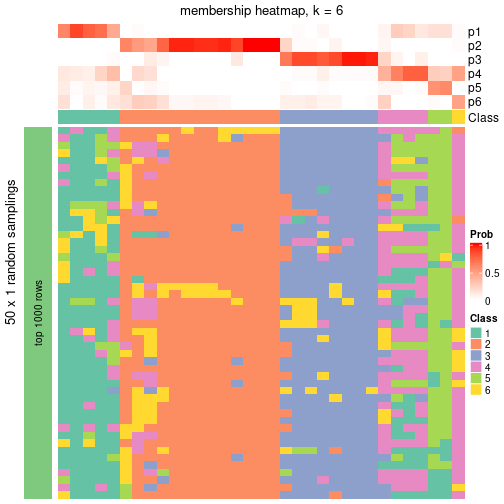 membership heatmap, k = 6
p1
p2
p3
p4
p5
p6
Class
50 x 1 random samplings
top 1000 rows
Prob
1
0.5
0
Class
1
2
3
4
5
6